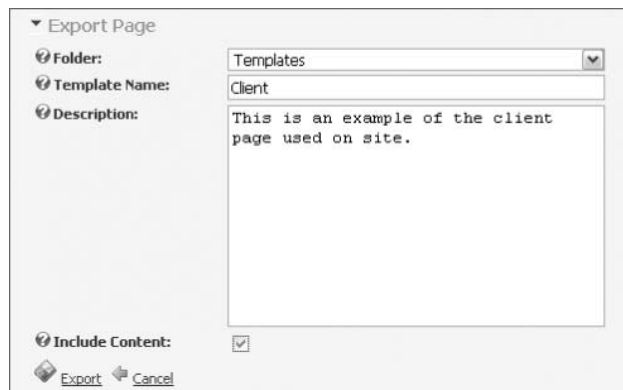 Export Page
Folder: Templates
Template Name: Client
Description: This is an example of the client
page used on site.
Include Content:
Export Cancel